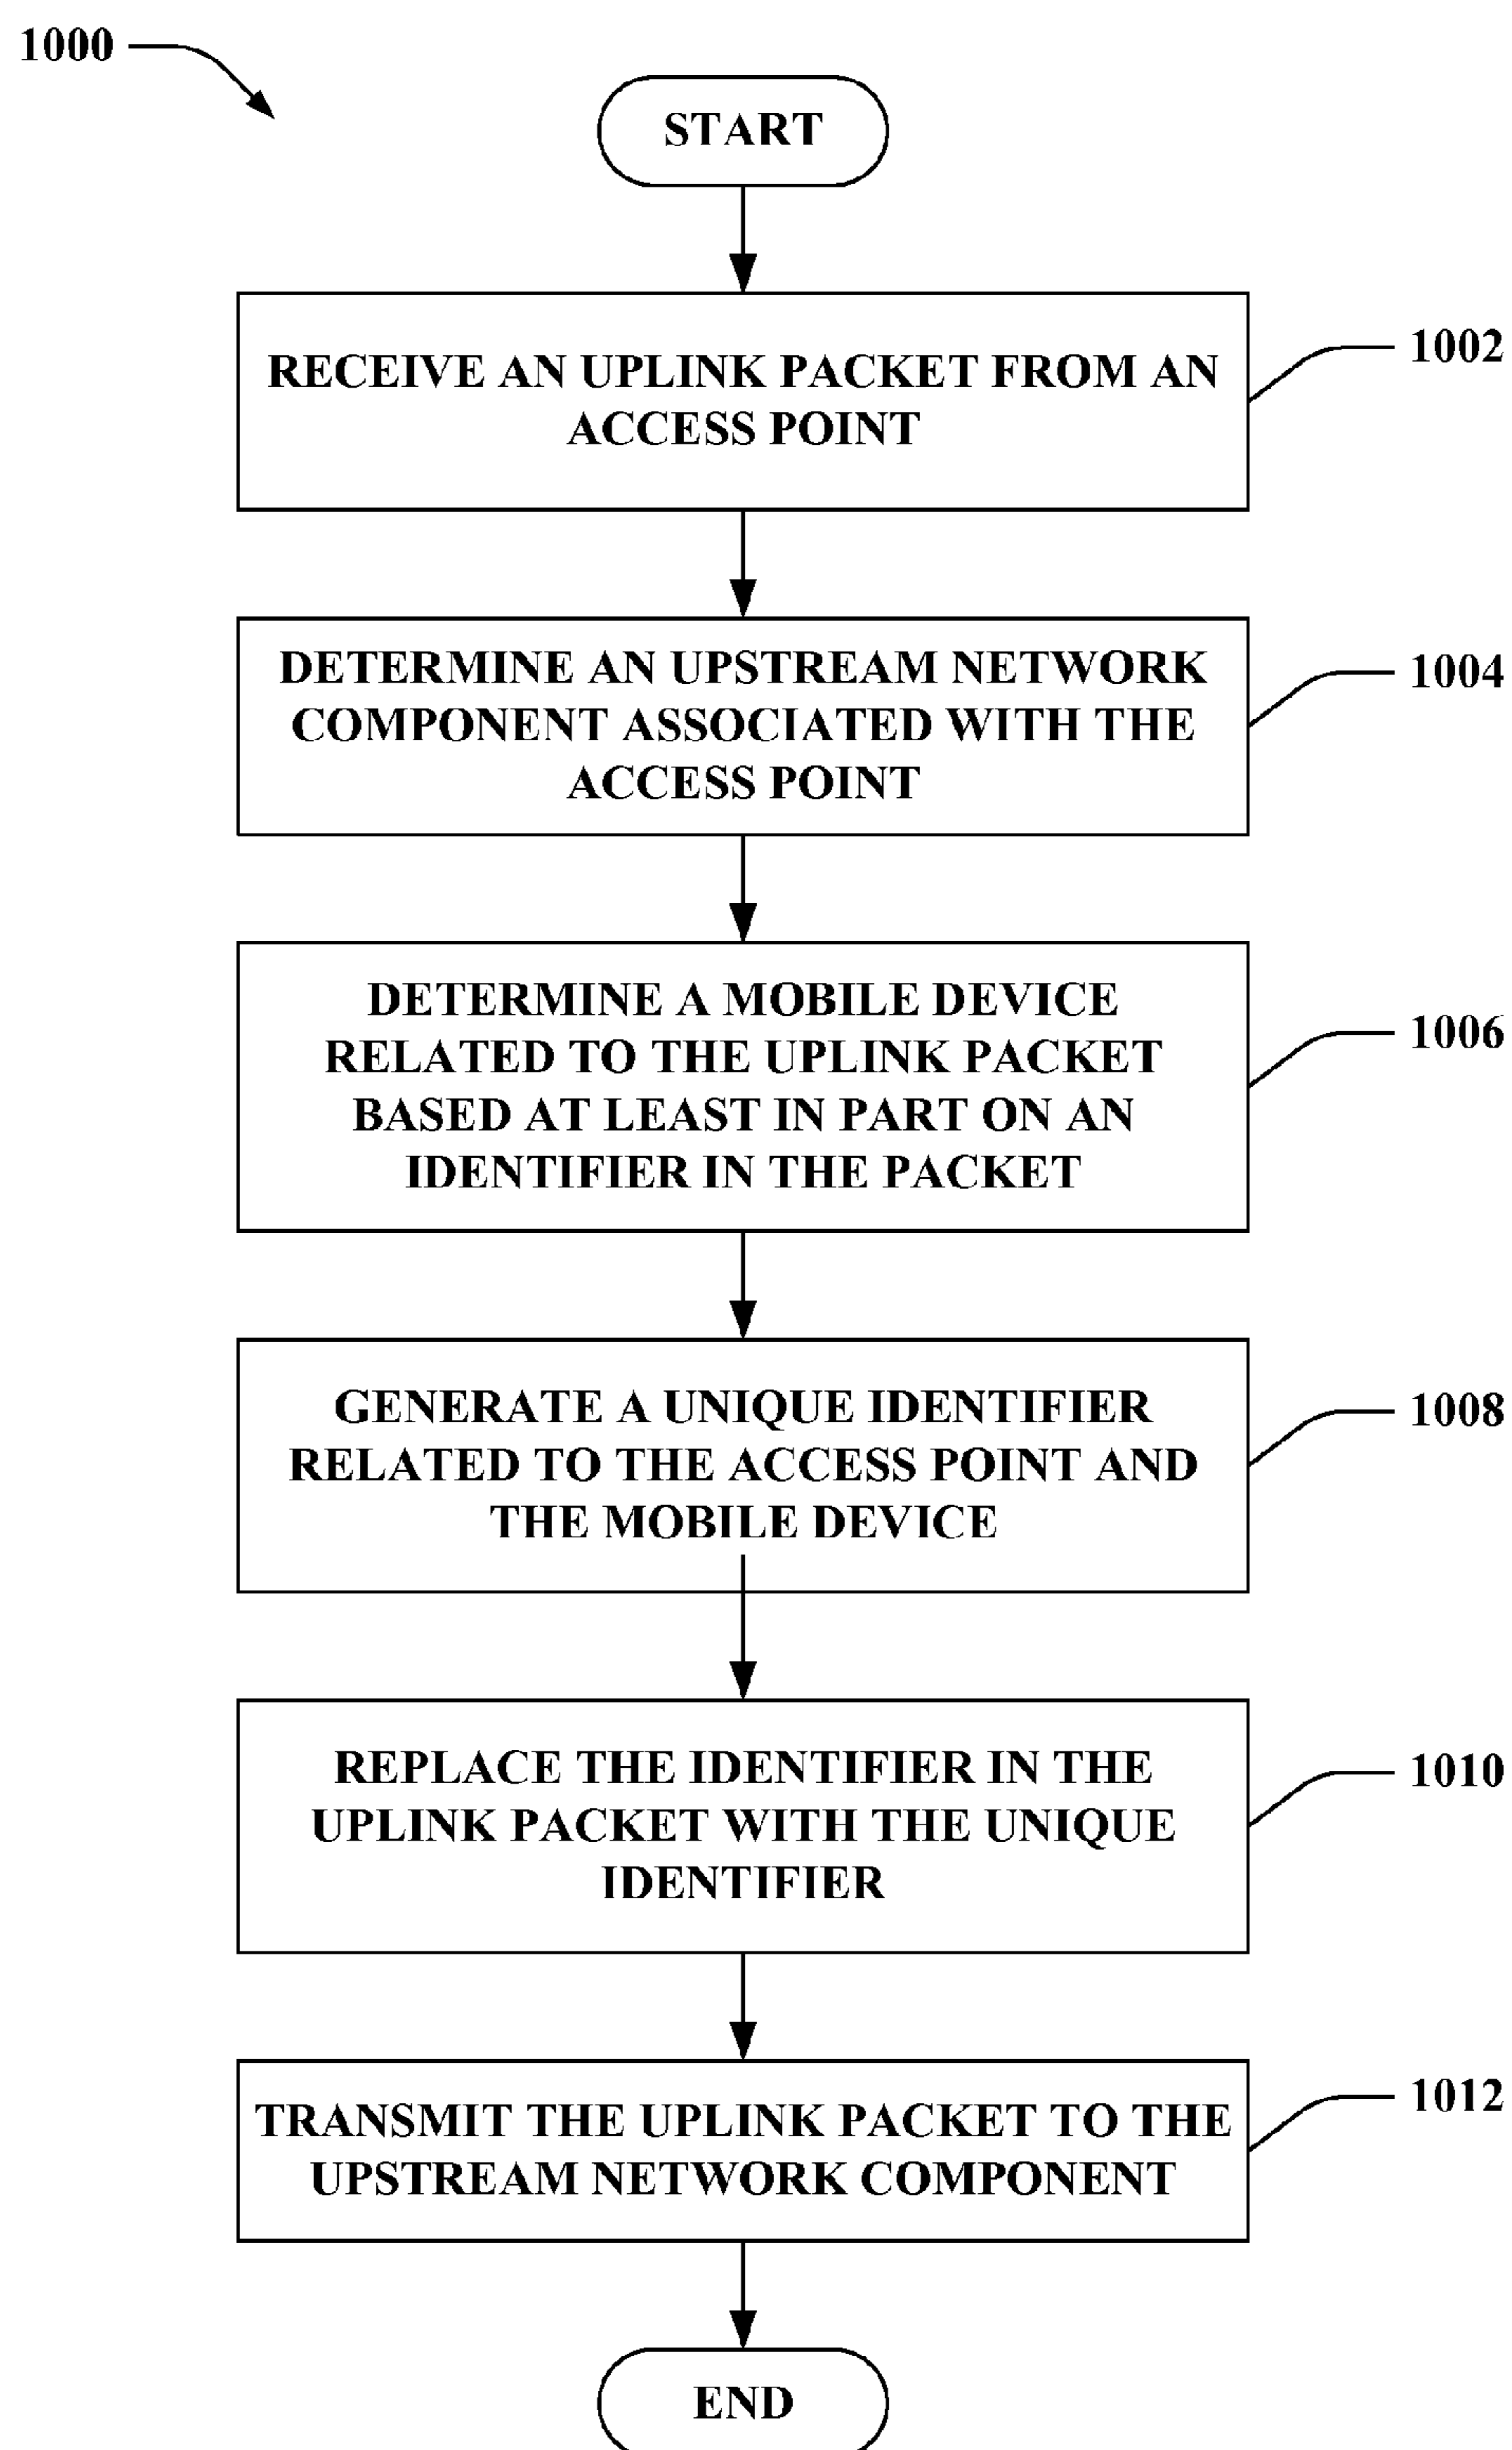 1000
START
RECEIVE AN UPLINK PACKET FROM AN
ACCESS POINT
1002
DETERMINE AN UPSTREAM NETWORK
COMPONENT ASSOCIATED WITH THE
ACCESS POINT
1004
DETERMINE A MOBILE DEVICE
RELATED TO THE UPLINK PACKET
BASED AT LEAST IN PART ON AN
IDENTIFIER IN THE PACKET
1006
GENERATE A UNIQUE IDENTIFIER
RELATED TO THE ACCESS POINT AND
THE MOBILE DEVICE
1008
REPLACE THE IDENTIFIER IN THE
UPLINK PACKET WITH THE UNIQUE
IDENTIFIER
1010
TRANSMIT THE UPLINK PACKET TO THE
UPSTREAM NETWORK COMPONENT
1012
END